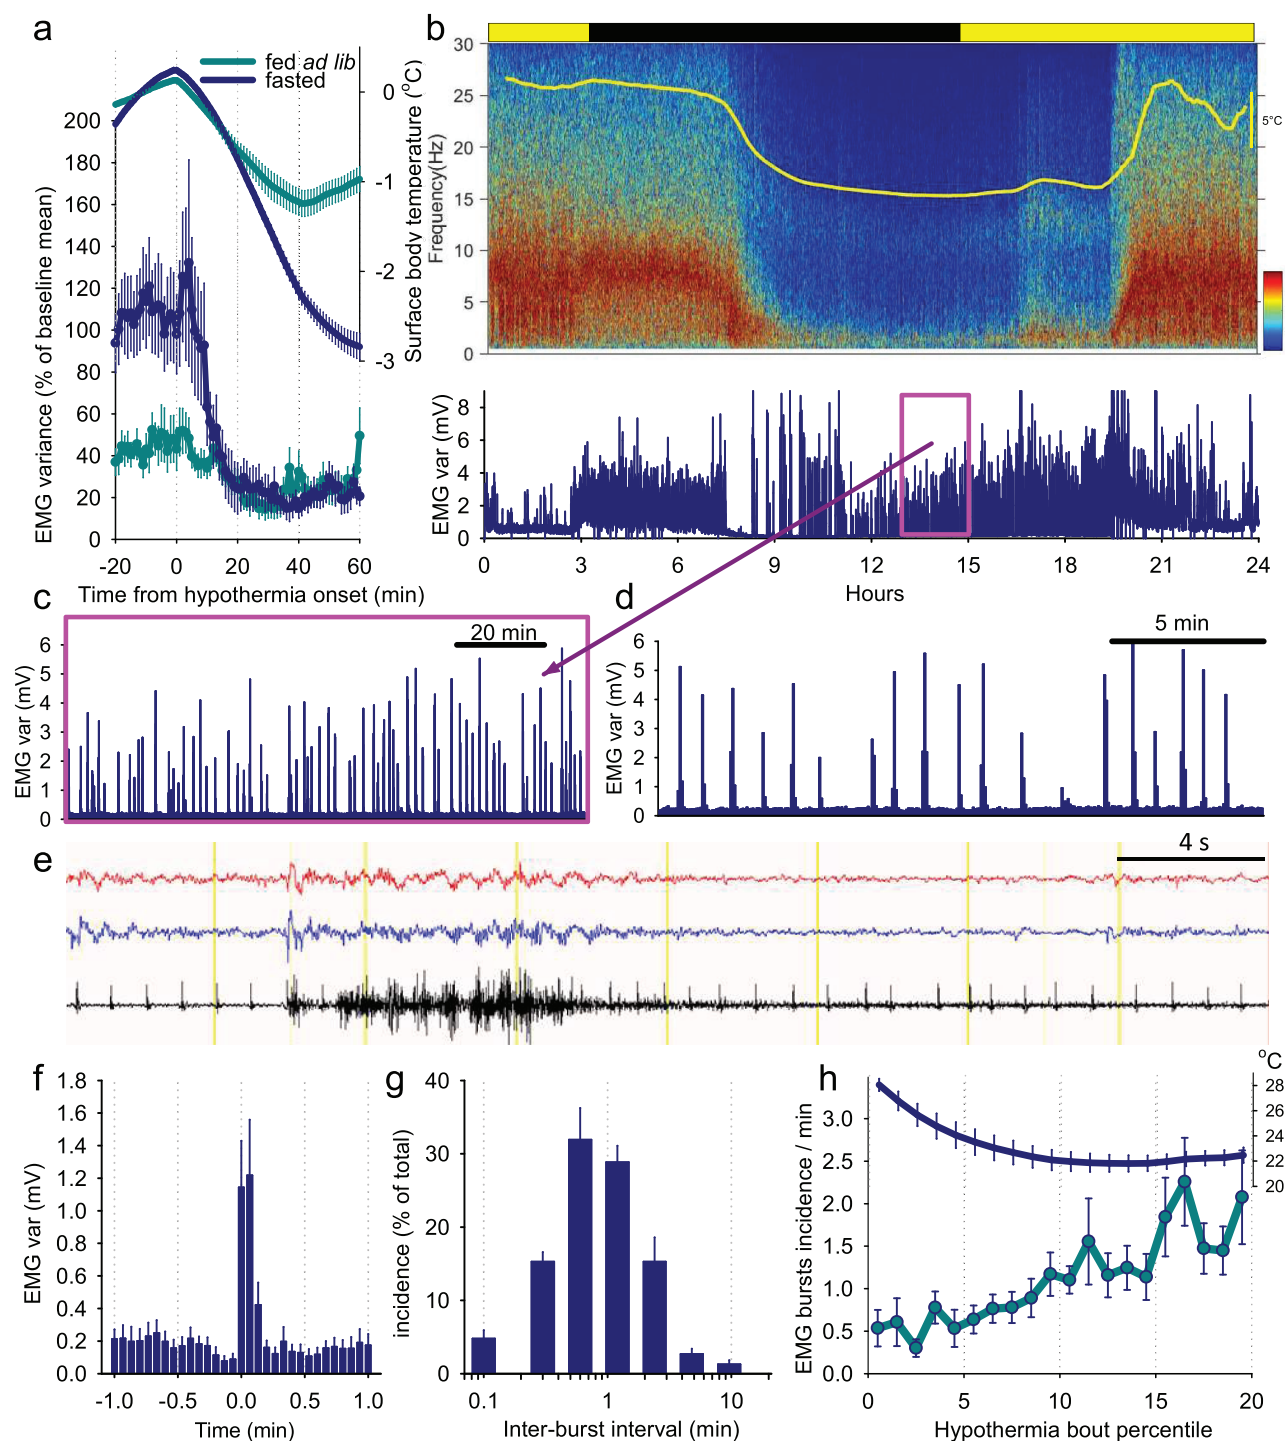 a
fed ad lib
fasted
200
180
160
140
120
100
80
60
40
20
0
EMG variance (% of baseline mean)
0
-1
-2
-3
Surface body temperature (°C)
-20 0 20 40 60
Time from hypothermia onset (min)
b
30
25
20
15
10
5
0
Frequency(Hz)
5°C
8
6
4
2
0
EMG var (mV)
0 3 6 9 12 15 18 21 24
Hours
c
20 min
6
5
4
3
2
1
0
EMG var (mV)
d
5 min
6
5
4
3
2
1
0
EMG var (mV)
e
4 s
f
1.8
1.6
1.4
1.2
1.0
0.8
0.6
0.4
0.2
0.0
EMG var (mV)
-1.0 -0.5 0.0 0.5 1.0
Time (min)
g
40
30
20
10
0
incidence (% of total)
0.1 1 10
Inter-burst interval (min)
h
°C
28
26
24
22
20
3.0
2.5
2.0
1.5
1.0
0.5
0.0
EMG bursts incidence / min
0 5 10 15 20
Hypothermia bout percentile